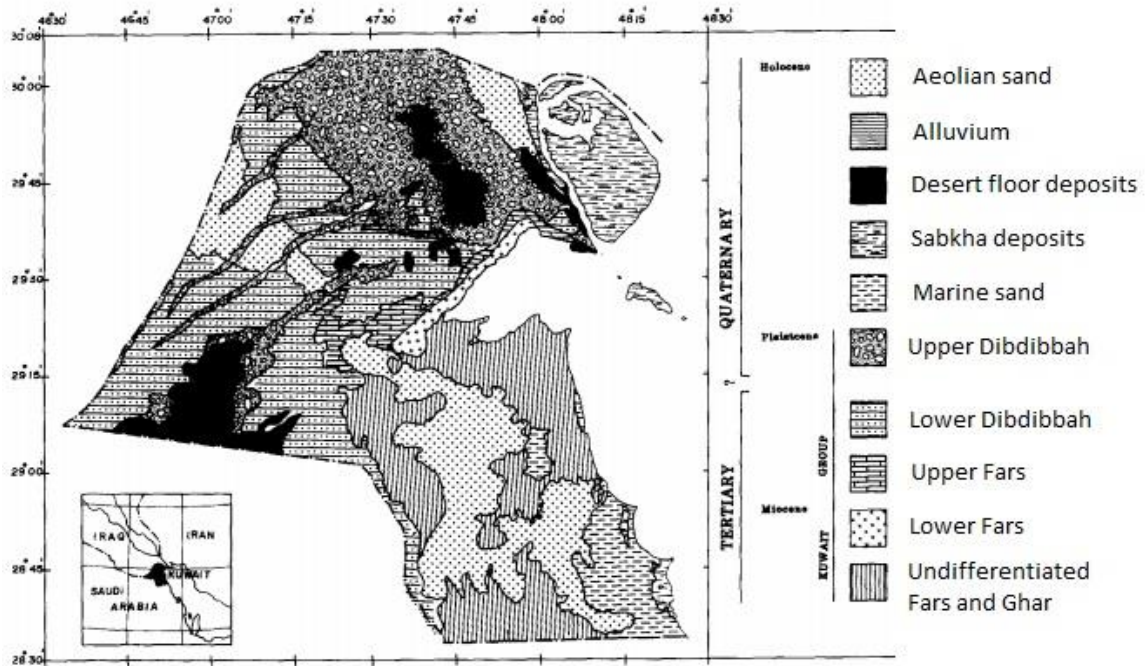 46°30' 46°45' 47°00' 47°15' 47°30' 47°45' 48°00' 48°15' 48°30'
30°08'
30°00'
29°45'
29°30'
29°15'
29°00'
28°45'
28°30'
IRAQ
IRAN
KUWAIT
SAUDI
ARABIA
QUATERNARY
?
TERTIARY
Holocene
Plaistcene
Miocene
KUWAIT GROUP
Aeolian sand
Alluvium
Desert floor deposits
Sabkha deposits
Marine sand
Upper Dibdibbah
Lower Dibdibbah
Upper Fars
Lower Fars
Undifferentiated
Fars and Ghar